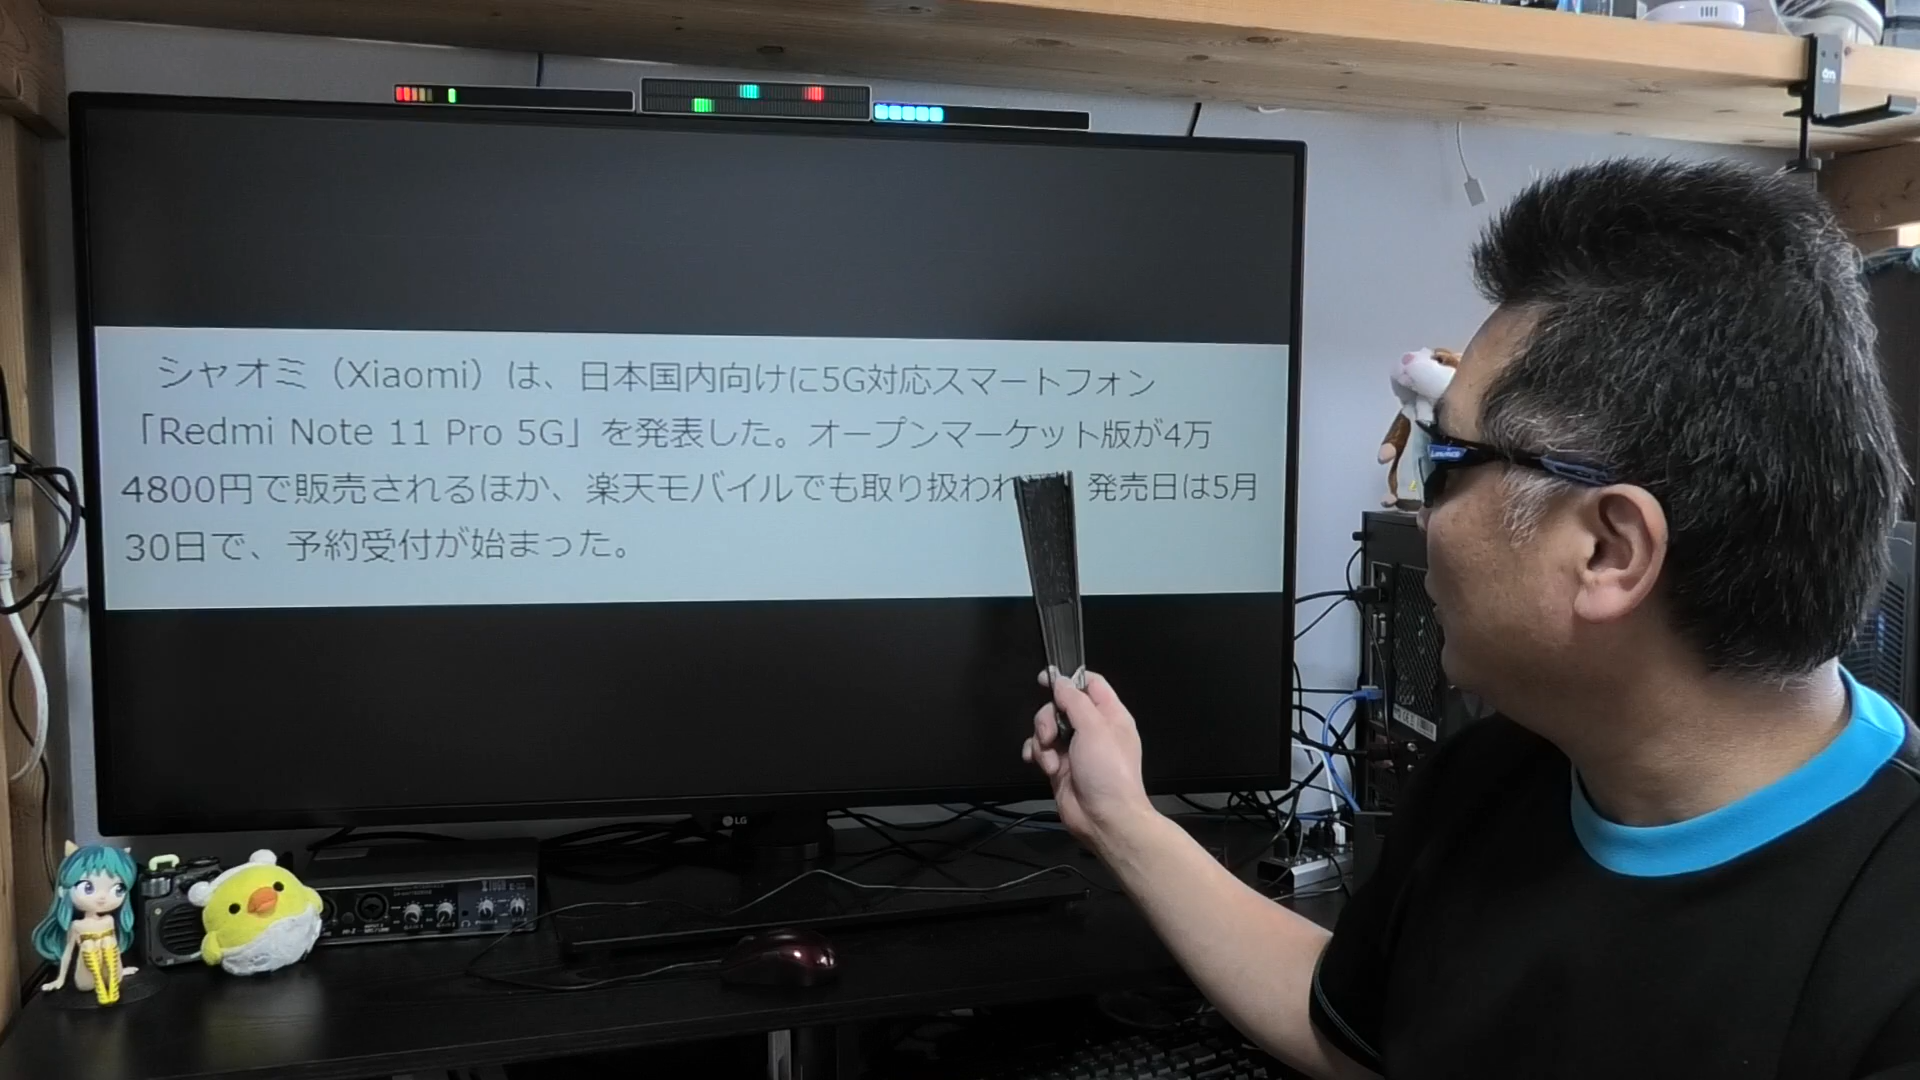 シャオミ（Xiaomi）は、日本国内向けに5G対応スマートフォン
「Redmi Note 11 Pro 5G」を発表した。オープンマーケット版が4万
4800円で販売されるほか、楽天モバイルでも取り扱われ 発売日は5月
30日で、予約受付が始まった。
LG